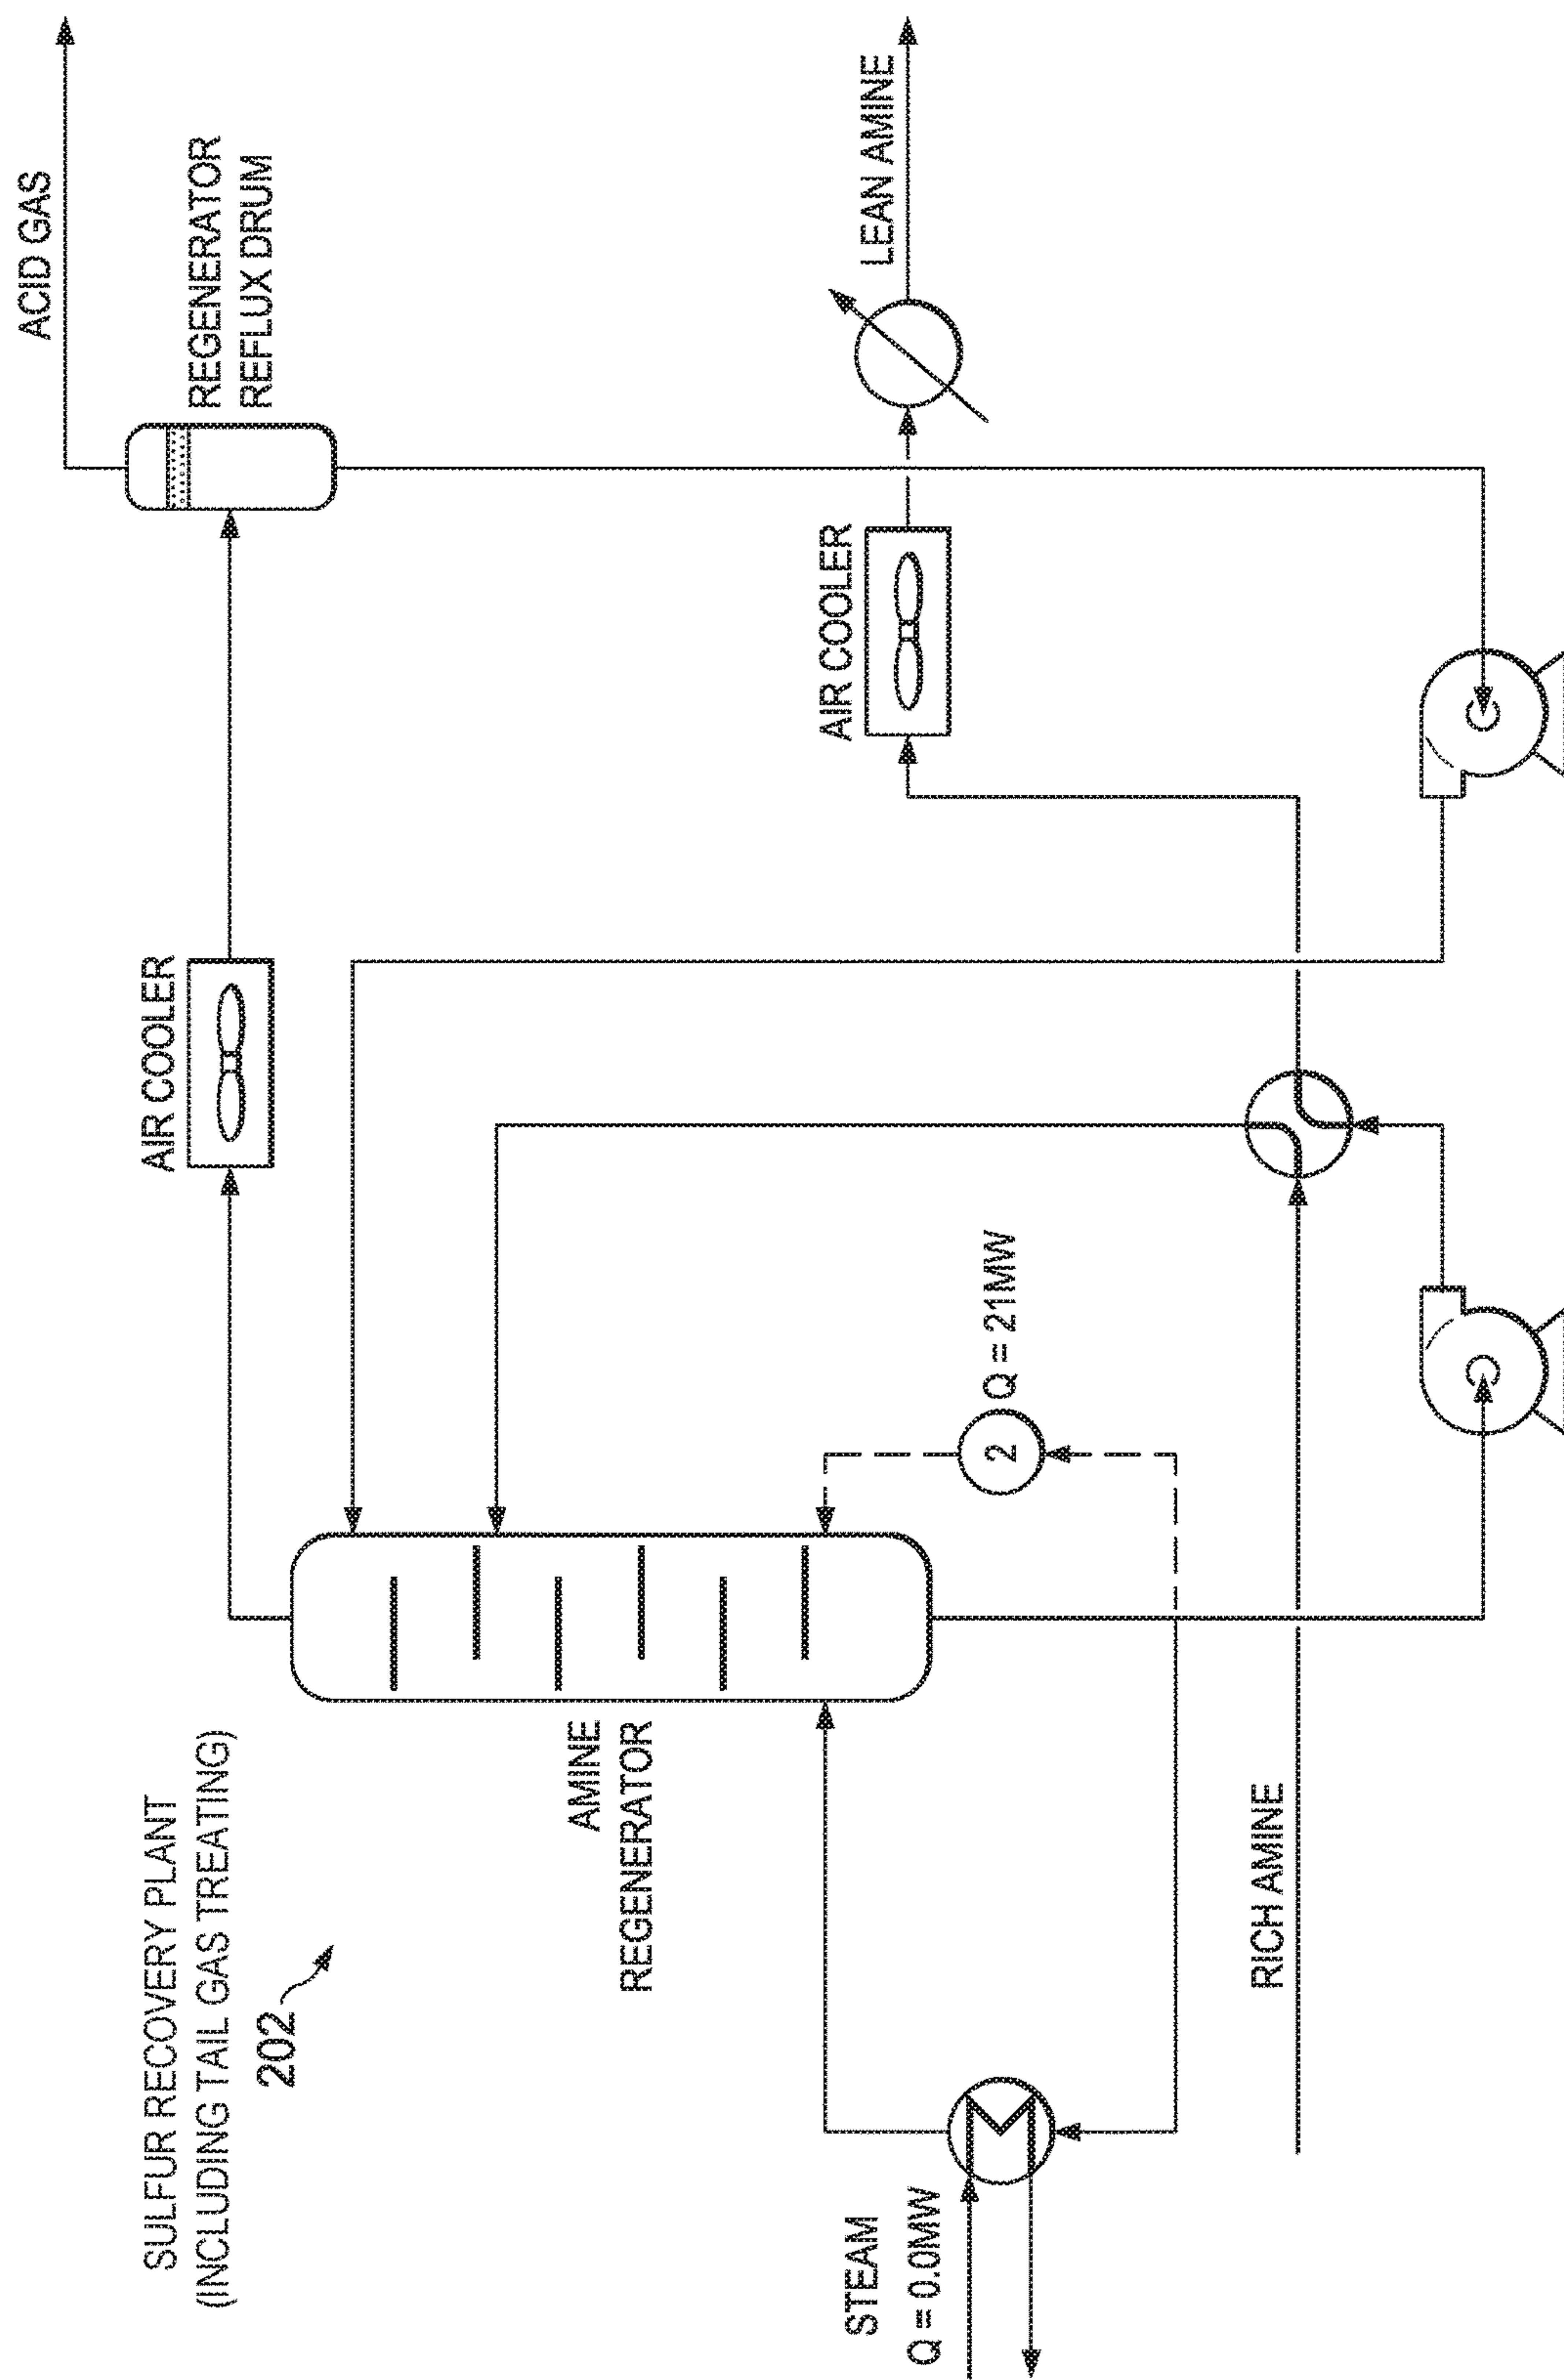 SULFUR RECOVERY PLANT
(INCLUDING TAIL GAS TREATING)
202
AIR COOLER
ACID GAS
REGENERATOR
REFLUX DRUM
AMINE
REGENERATOR
AIR COOLER
LEAN AMINE
STEAM
Q = 0.0MW
2
Q = 21MW
RICH AMINE